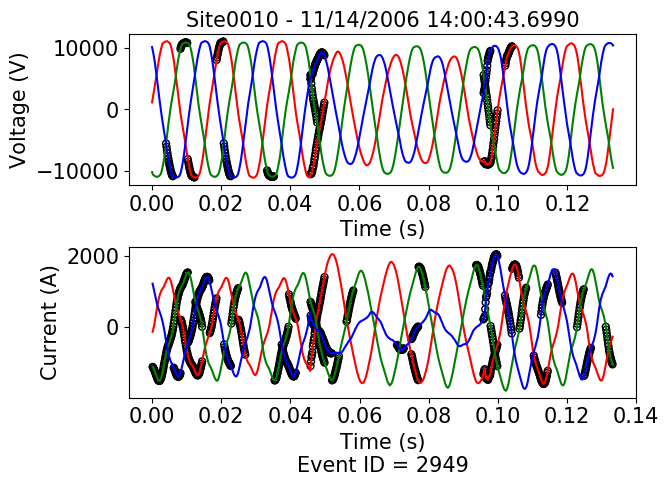 Site0010 - 11/14/2006 14:00:43.6990
Voltage (V)
10000
0
−10000
0.00 0.02 0.04 0.06 0.08 0.10 0.12
Time (s)
Current (A)
2000
0
0.00 0.02 0.04 0.06 0.08 0.10 0.12 0.14
Time (s)
Event ID = 2949